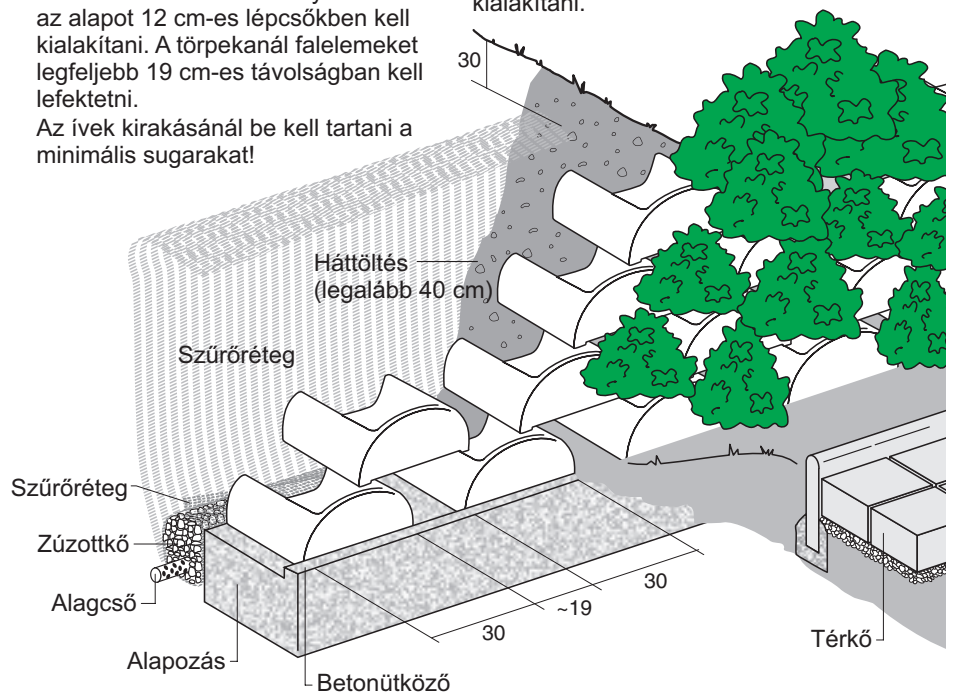 az alapot 12 cm-es lépcsőkben kell
kialakítani. A törpekanál falelemeket
legfeljebb 19 cm-es távolságban kell
lefektetni.
Az ívek kirakásánál be kell tartani a
minimális sugarakat!
kialakítani.
30
Háttöltés
(legalább 40 cm)
Szűrőréteg
Szűrőréteg
Zúzottkő
Alagcső
Alapozás
Betonütköző
30
~19
30
Térkő